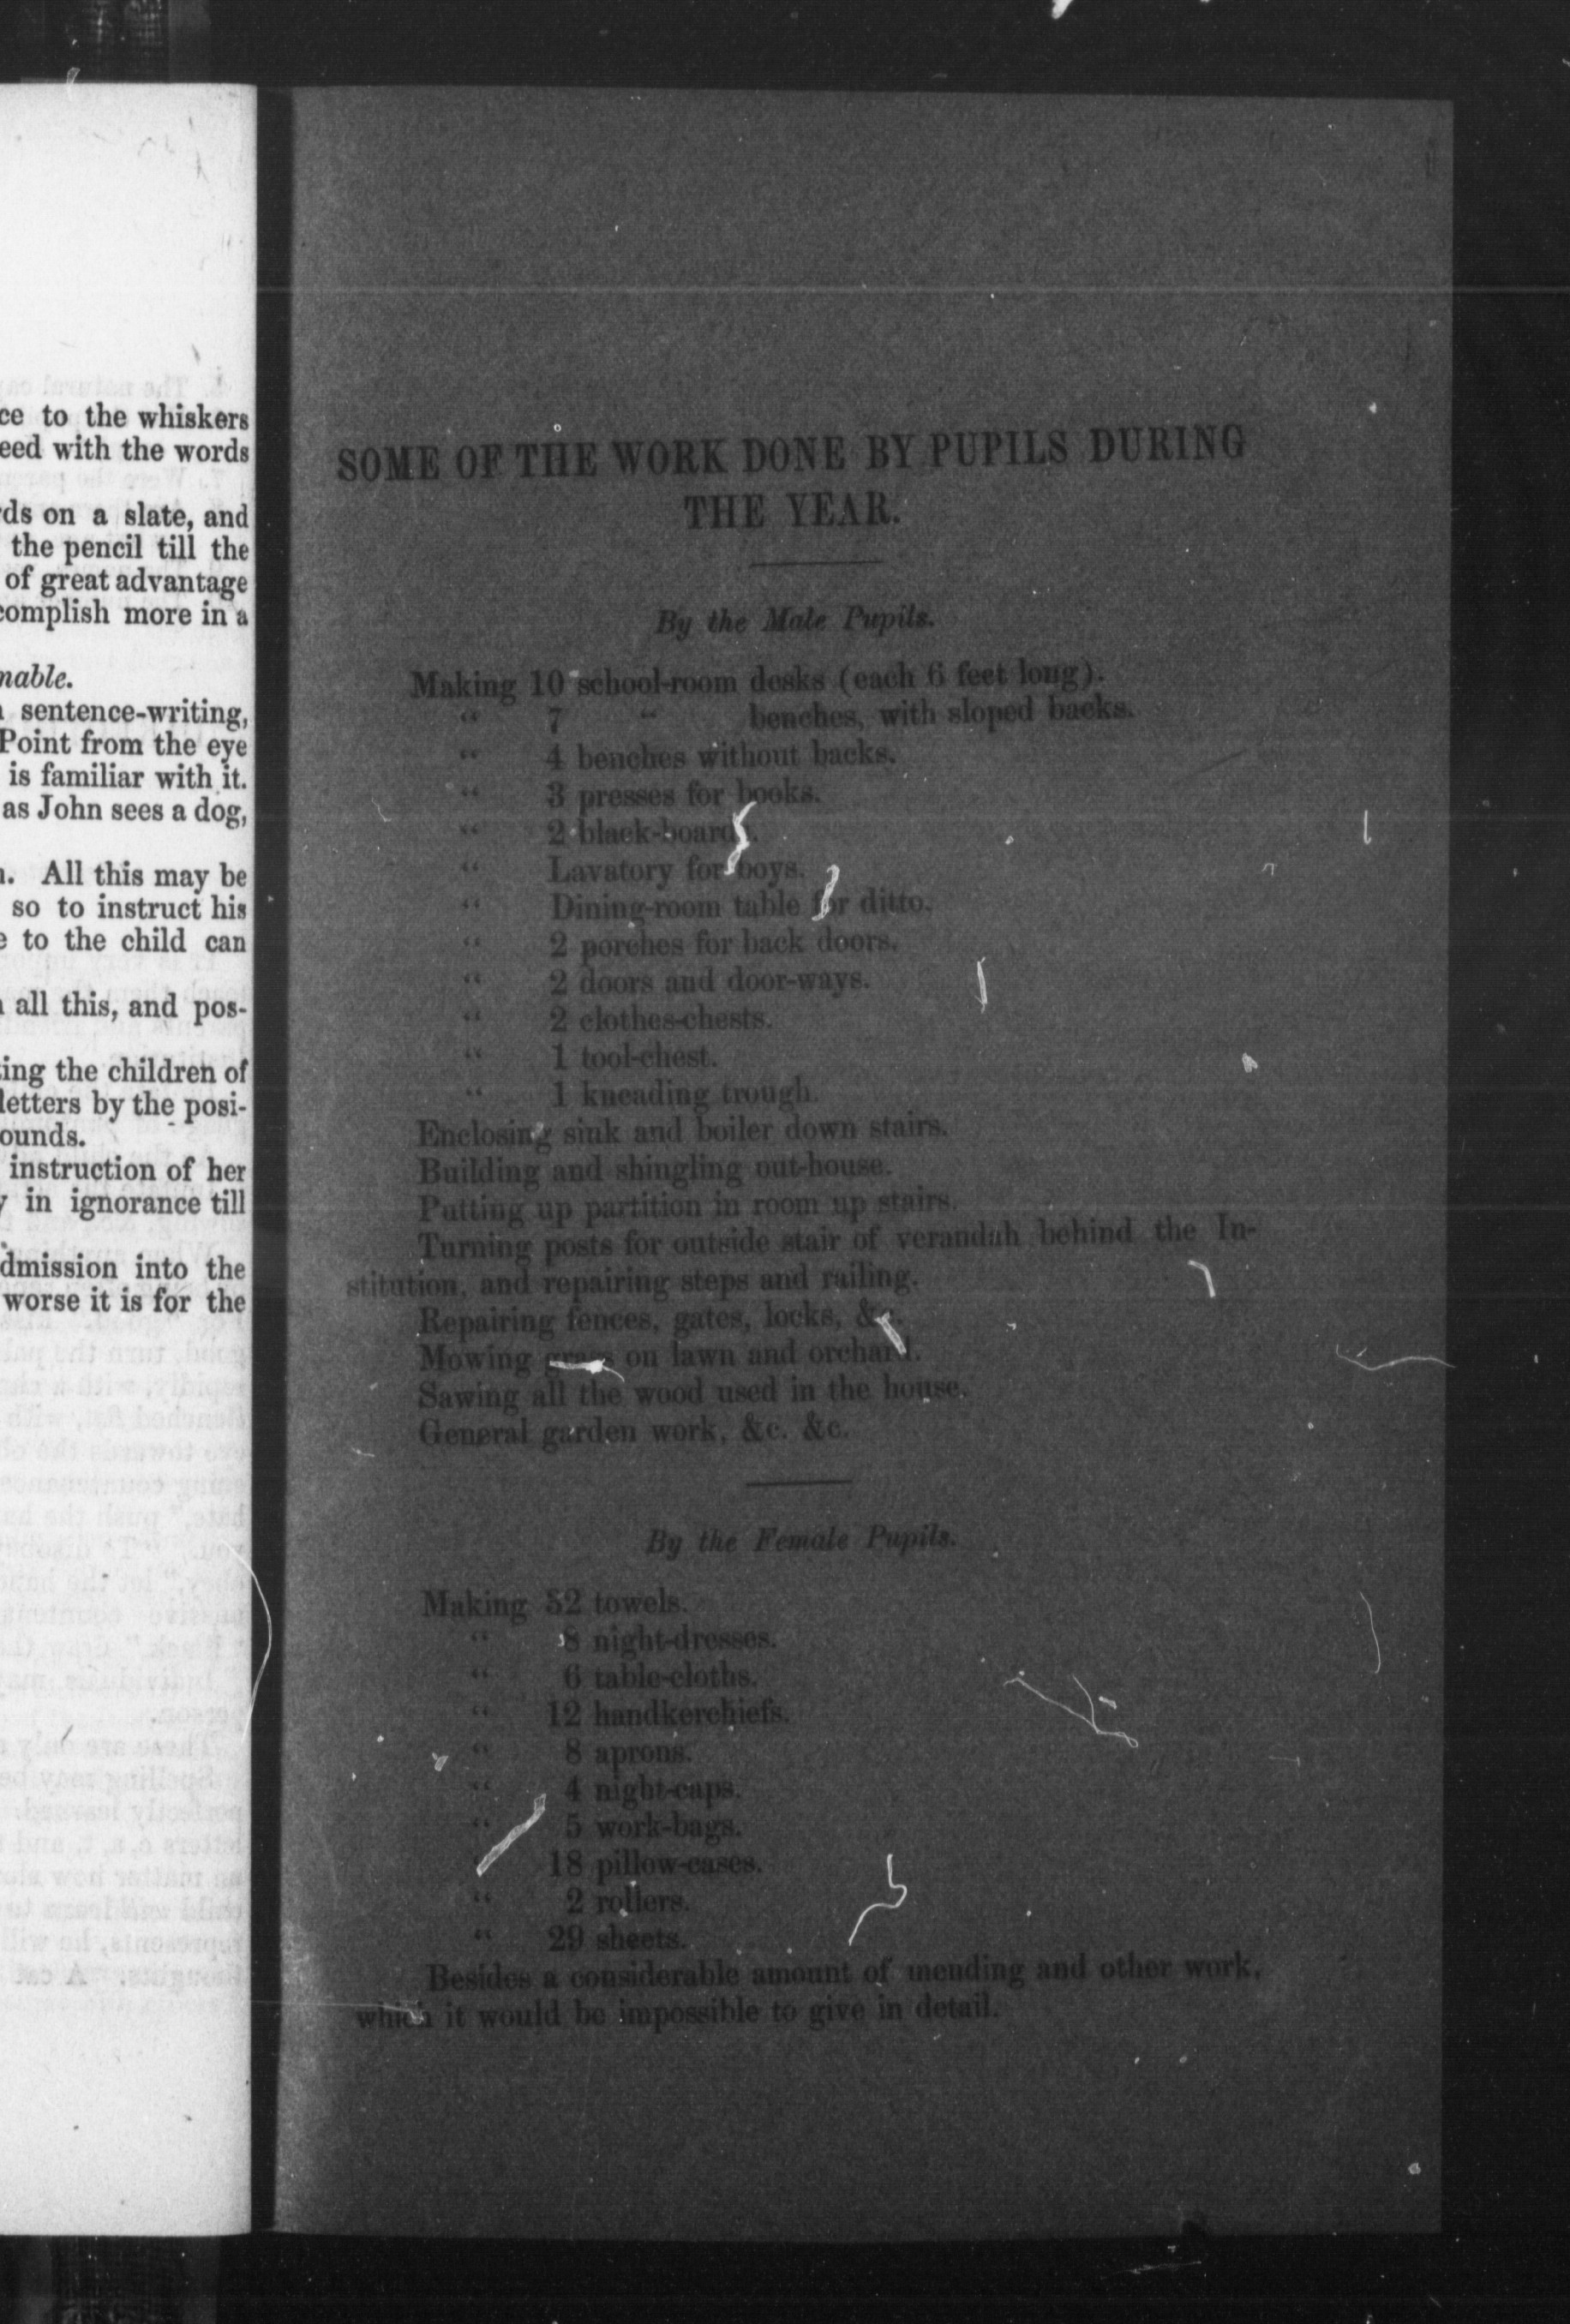 ce to the whiskers
eed with the words
ds on a slate, and
the pencil till the
of great advantage
complish more in a
nable.
sentence-writing,
Point from the eye
is familiar with it.
as John sees a dog,
. All this may be
so to instruct his
e to the child can
all this, and pos-
ing the children of
letters by the posi-
ounds.
instruction of her
y in ignorance till
dmission into the
worse it is for the
SOME OF THE WORK DONE BY PUPILS DURING
THE YEAR.
By the Male Pupils.
Making 10 school-room desks (each 6 feet long).
" 7 " benches, with sloped backs.
" 4 benches without backs.
" 3 presses for books.
" 2 black-boards.
" Lavatory for boys.
" Dining-room table for ditto.
" 2 porches for back doors.
" 2 doors and door-ways.
" 2 clothes-chests.
" 1 tool-chest.
" 1 kneading trough.
Enclosing sink and boiler down stairs.
Building and shingling out-house.
Putting up partition in room up stairs.
Turning posts for outside stair of verandah behind the In-
stitution, and repairing steps and railing.
Repairing fences, gates, locks, &c.
Mowing grass on lawn and orchard.
Sawing all the wood used in the house.
General garden work, &c. &c.
By the Female Pupils.
Making 52 towels.
" 8 night-dresses.
" 6 table-cloths.
" 12 handkerchiefs.
" 8 aprons.
" 4 night-caps.
" 5 work-bags.
" 18 pillow-cases.
" 2 rollers.
" 29 sheets.
Besides a considerable amount of mending and other work,
which it would be impossible to give in detail.